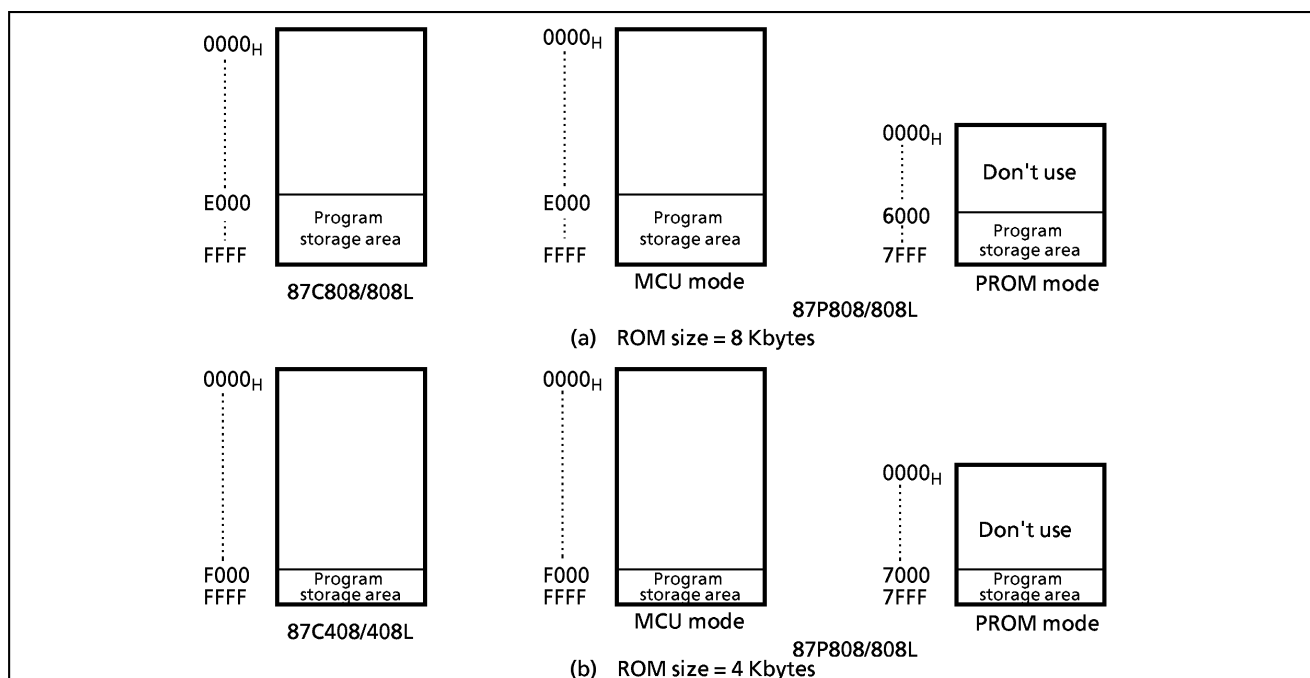 0000H
E000
FFFF
Program
storage area
87C808/808L
0000H
E000
FFFF
Program
storage area
MCU mode
0000H
6000
7FFF
Don't use
Program
storage area
PROM mode
87P808/808L
(a) ROM size = 8 Kbytes
0000H
F000
FFFF
Program
storage area
87C408/408L
0000H
F000
FFFF
Program
storage area
MCU mode
0000H
7000
7FFF
Don't use
Program
storage area
PROM mode
87P808/808L
(b) ROM size = 4 Kbytes